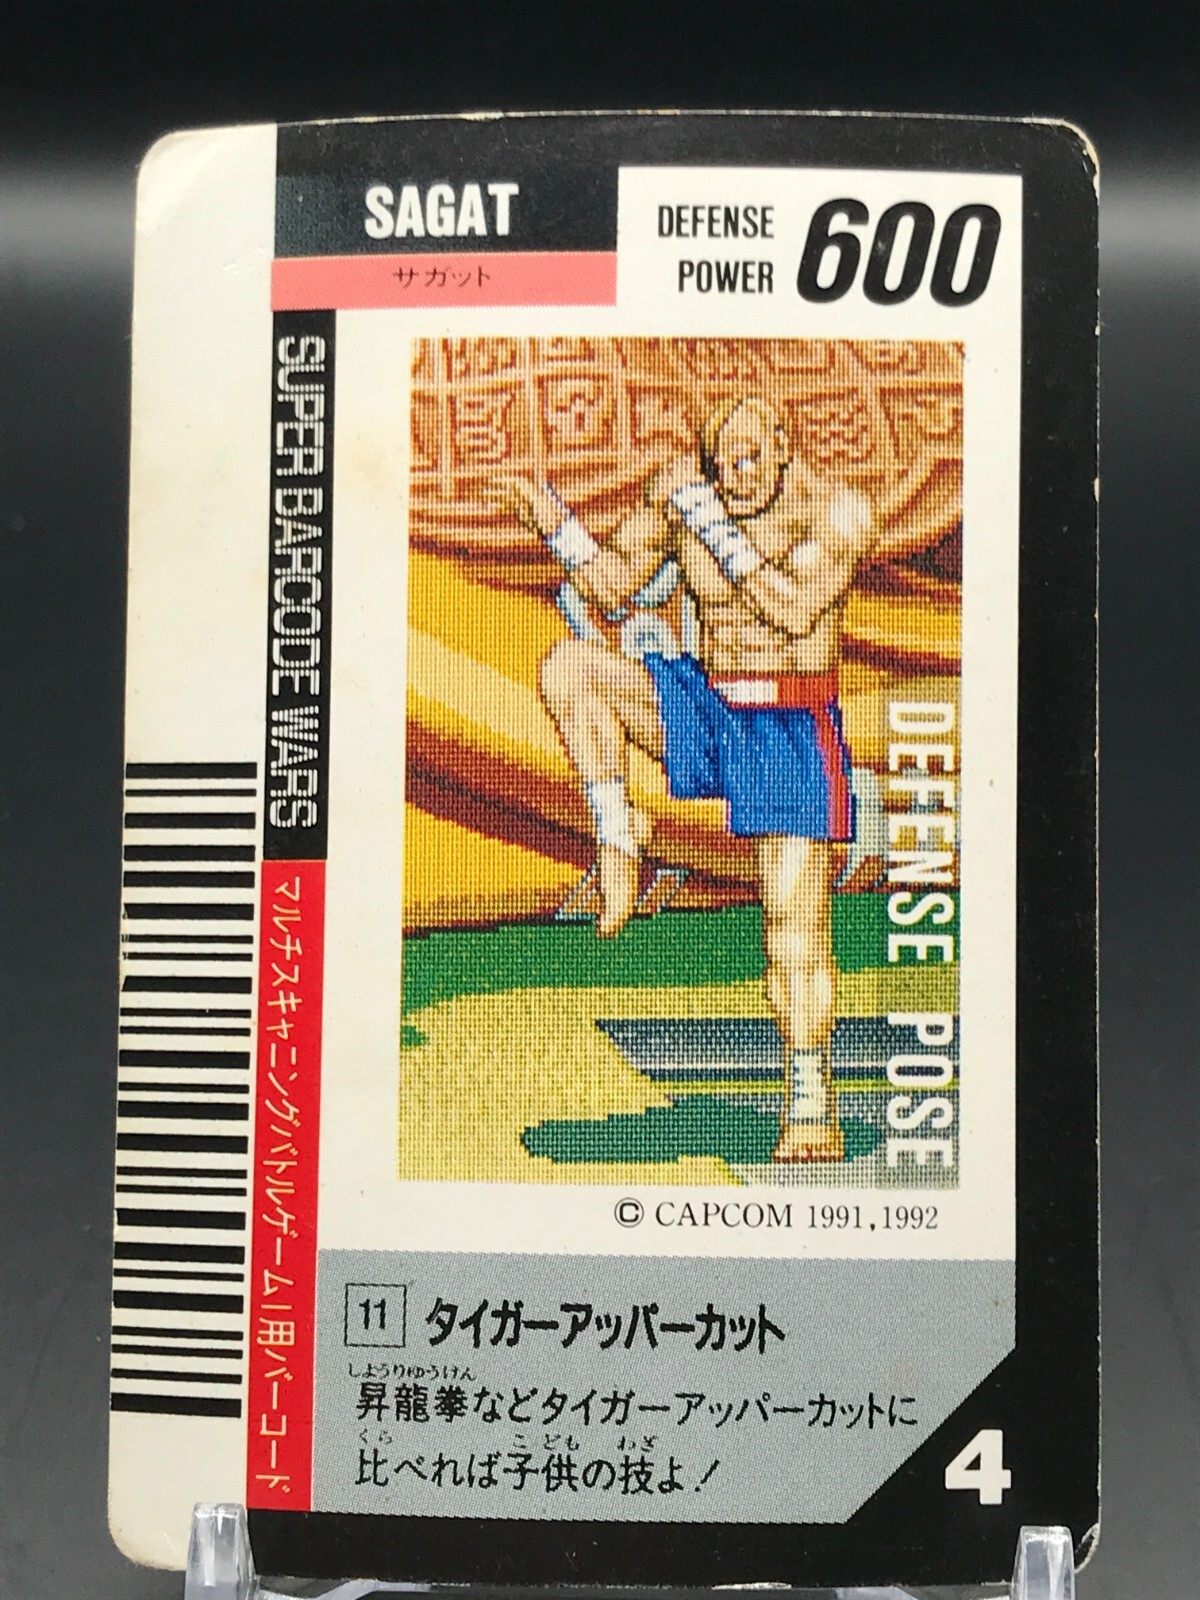 SAGAT
サガット
DEFENSE
POWER
600
SUPER BARCODE WARS
マルチスキャニングバトルゲームI用バーコード
DEFENSE POSE
© CAPCOM 1991,1992
11 タイガーアッパーカット
しょうりゅうけん
昇龍拳などタイガーアッパーカットに
くら こども わざ
比べれば子供の技よ!
4